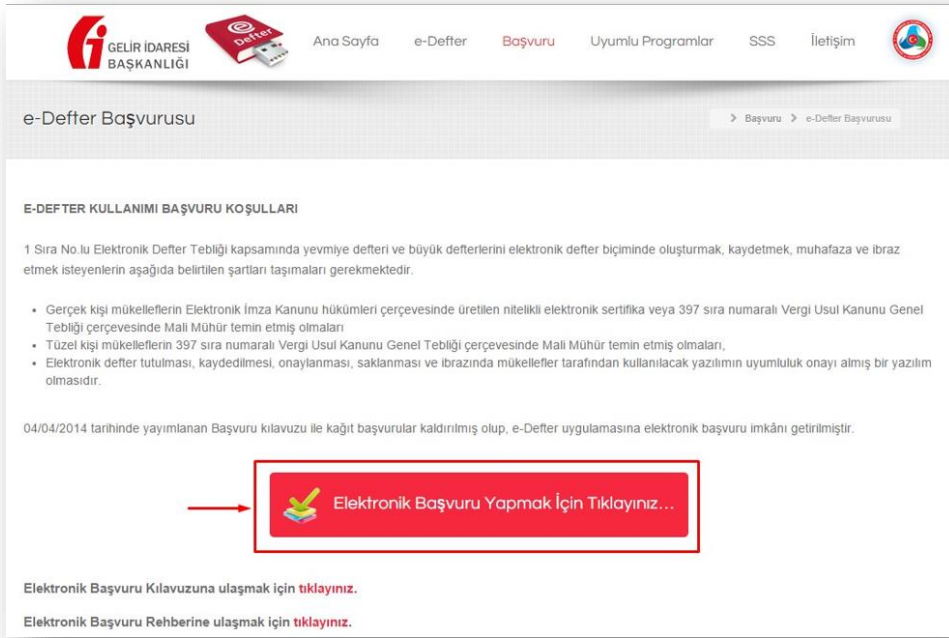 GELİR İDARESİ
BAŞKANLIĞI
e
Defter
Ana Sayfa
e-Defter
Başvuru
Uyumlu Programlar
SSS
İletişim
e-Defter Başvurusu
> Başvuru > e-Defter Başvurusu
E-DEFTER KULLANIMI BAŞVURU KOŞULLARI
1 Sıra No.lu Elektronik Defter Tebliği kapsamında yevmiye defteri ve büyük defterlerini elektronik defter biçiminde oluşturmak, kaydetmek, muhafaza ve ibraz
etmek isteyenlerin aşağıda belirtilen şartları taşımaları gerekmektedir.
• Gerçek kişi mükelleflerin Elektronik İmza Kanunu hükümleri çerçevesinde üretilen nitelikli elektronik sertifika veya 397 sıra numaralı Vergi Usul Kanunu Genel
Tebliği çerçevesinde Mali Mühür temin etmiş olmaları
• Tüzel kişi mükelleflerin 397 sıra numaralı Vergi Usul Kanunu Genel Tebliği çerçevesinde Mali Mühür temin etmiş olmaları,
• Elektronik defter tutulması, kaydedilmesi, onaylanması, saklanması ve ibrazında mükellefler tarafından kullanılacak yazılımın uyumluluk onayı almış bir yazılım
olmasıdır.
04/04/2014 tarihinde yayımlanan Başvuru kılavuzu ile kağıt başvurular kaldırılmış olup, e-Defter uygulamasına elektronik başvuru imkânı getirilmiştir.
Elektronik Başvuru Yapmak İçin Tıklayınız...
Elektronik Başvuru Kılavuzuna ulaşmak için tıklayınız.
Elektronik Başvuru Rehberine ulaşmak için tıklayınız.